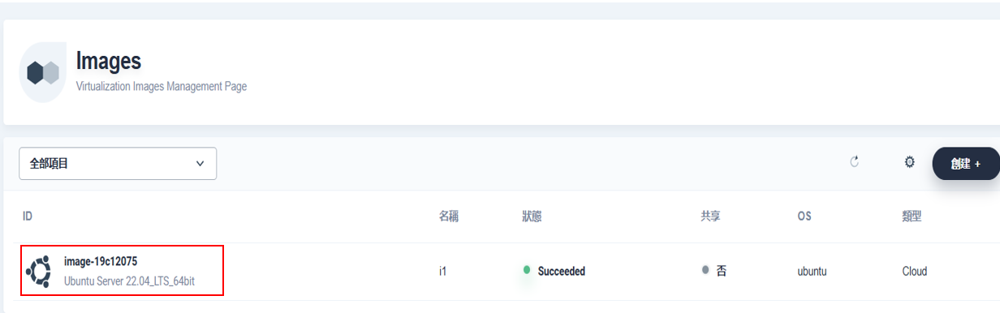 Images
Virtualization Images Management Page
全部項目
創建 +
ID 名稱 狀態 共享 OS 類型
image-19c12075 i1 Succeeded 否 ubuntu Cloud
Ubuntu Server 22.04_LTS_64bit